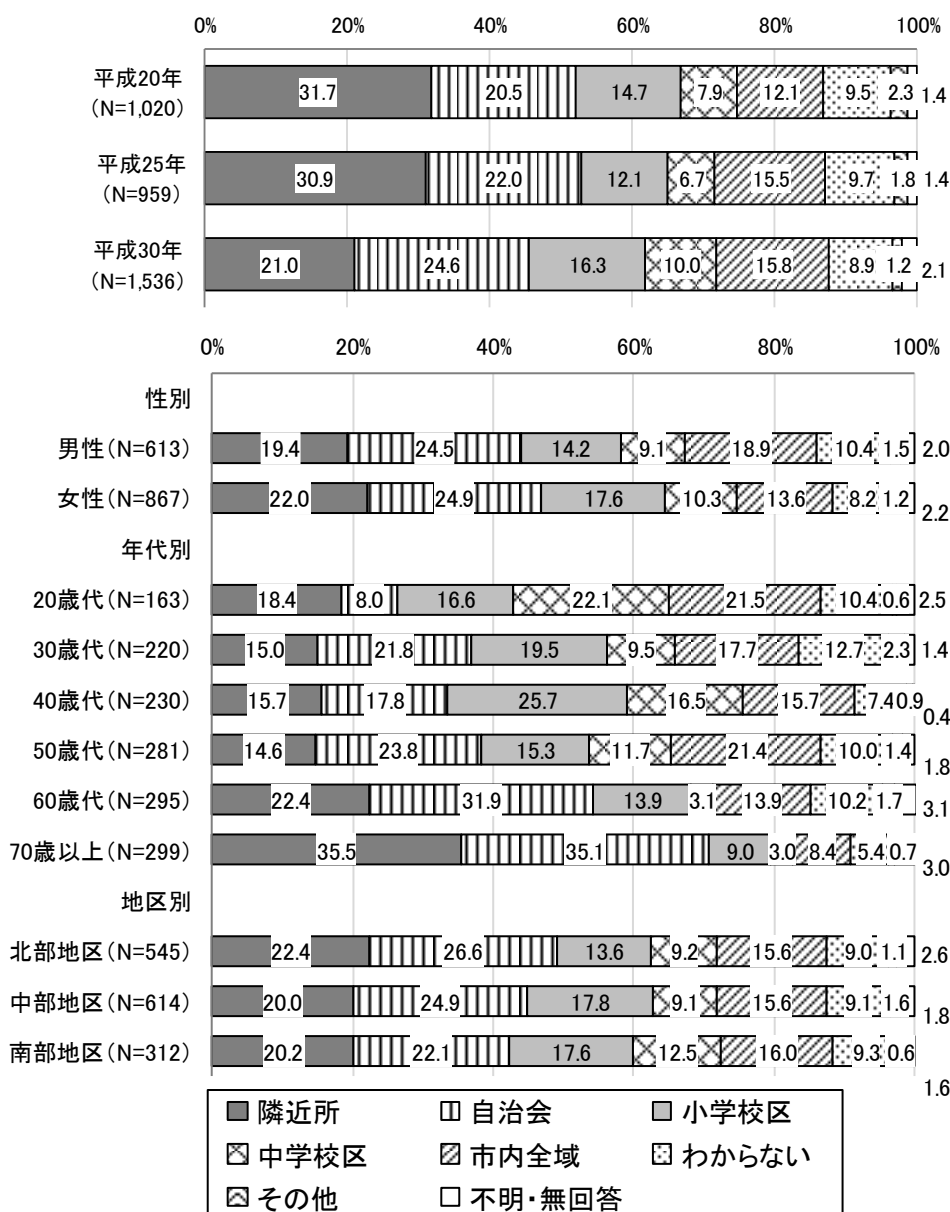 0% 20% 40% 60% 80% 100%
平成20年
(N=1,020)
31.7 20.5 14.7 7.9 12.1 9.5 2.3 1.4
平成25年
(N=959)
30.9 22.0 12.1 6.7 15.5 9.7 1.8 1.4
平成30年
(N=1,536)
21.0 24.6 16.3 10.0 15.8 8.9 1.2 2.1
0% 20% 40% 60% 80% 100%
性別
男性(N=613) 19.4 24.5 14.2 9.1 18.9 10.4 1.5 2.0
女性(N=867) 22.0 24.9 17.6 10.3 13.6 8.2 1.2 2.2
年代別
20歳代(N=163) 18.4 8.0 16.6 22.1 21.5 10.4 0.6 2.5
30歳代(N=220) 15.0 21.8 19.5 9.5 17.7 12.7 2.3 1.4
40歳代(N=230) 15.7 17.8 25.7 16.5 15.7 7.4 0.9 0.4
50歳代(N=281) 14.6 23.8 15.3 11.7 21.4 10.0 1.4 1.8
60歳代(N=295) 22.4 31.9 13.9 3.1 13.9 10.2 1.7 3.1
70歳以上(N=299) 35.5 35.1 9.0 3.0 8.4 5.4 0.7 3.0
地区別
北部地区(N=545) 22.4 26.6 13.6 9.2 15.6 9.0 1.1 2.6
中部地区(N=614) 20.0 24.9 17.8 9.1 15.6 9.1 1.6 1.8
南部地区(N=312) 20.2 22.1 17.6 12.5 16.0 9.3 0.6 1.6
隣近所 自治会 小学校区
中学校区 市内全域 わからない
その他 不明・無回答